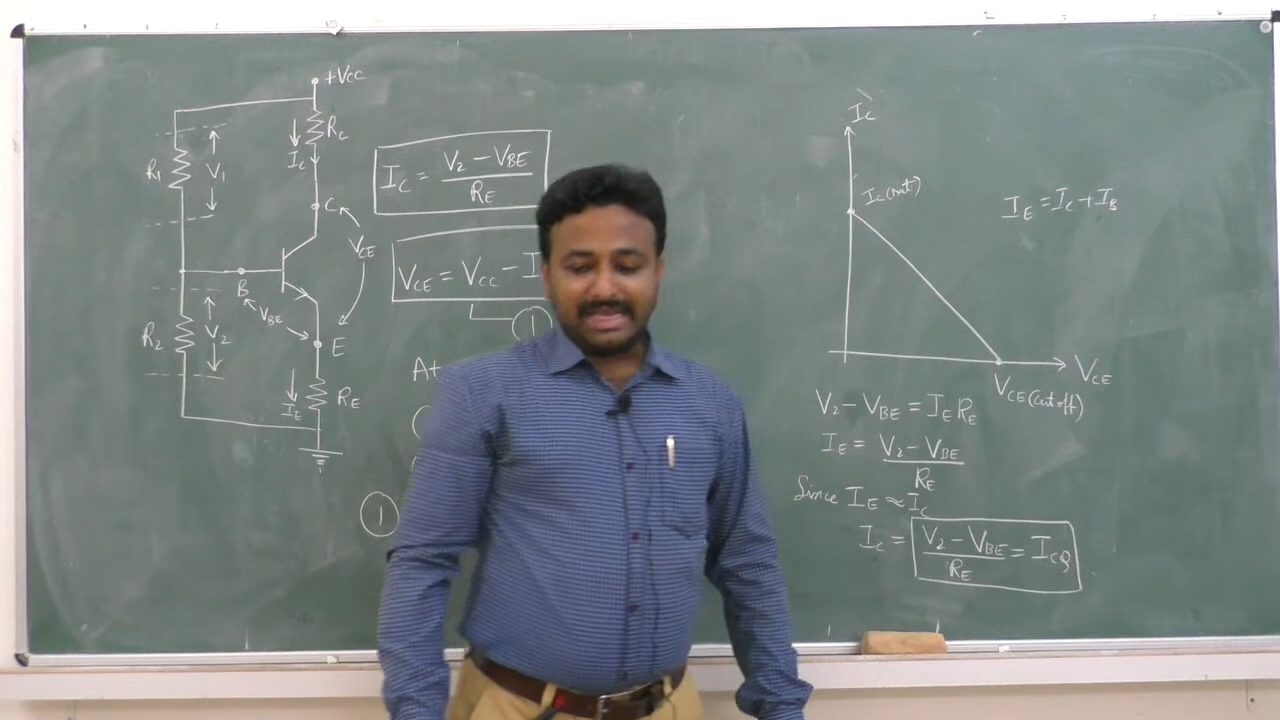 +VCC
RC
IC
R1
V1
C
VCE
B
VBE
R2
V2
E
IE
RE
IC = V2 - VBE / RE
VCE = VCC - I
1
At
1
IC
IC(sat)
IE = IC + IB
VCE
VCE(cutoff)
V2 - VBE = IE RE
IE = V2 - VBE / RE
Since IE ≈ IC
IC = V2 - VBE / RE = ICQ